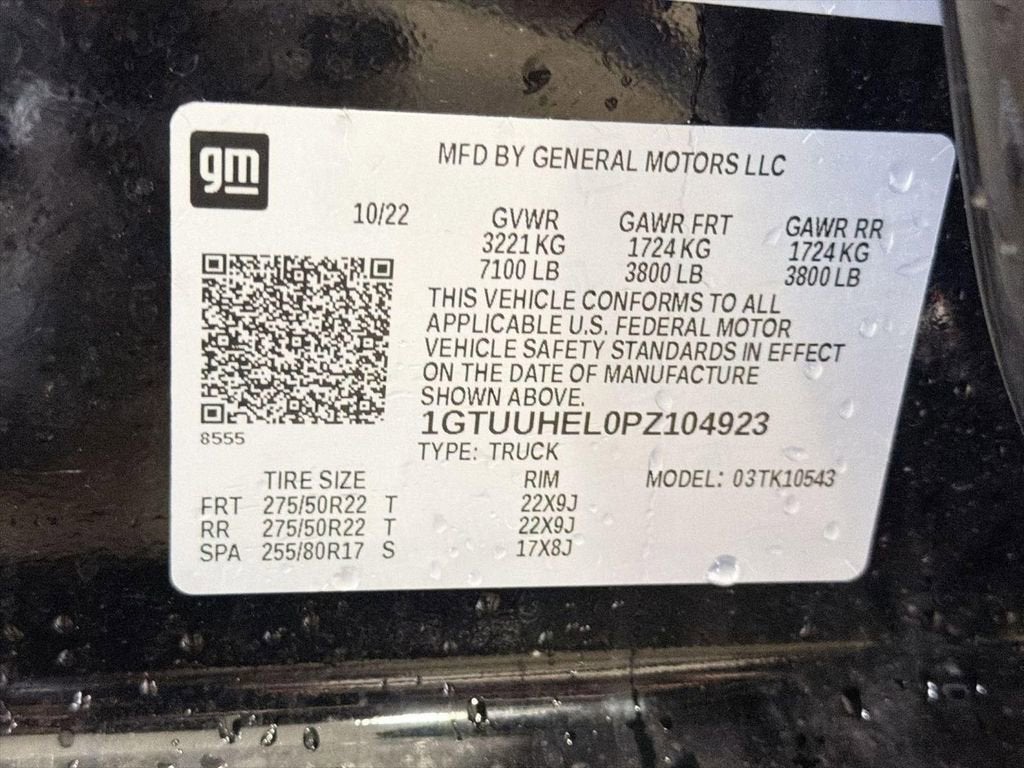 gm
MFD BY GENERAL MOTORS LLC
10/22 GVWR GAWR FRT GAWR RR
3221 KG 1724 KG 1724 KG
7100 LB 3800 LB 3800 LB
THIS VEHICLE CONFORMS TO ALL
APPLICABLE U.S. FEDERAL MOTOR
VEHICLE SAFETY STANDARDS IN EFFECT
ON THE DATE OF MANUFACTURE
SHOWN ABOVE.
1GTUUHEL0PZ104923
8555
TYPE: TRUCK
TIRE SIZE RIM MODEL: 03TK10543
FRT 275/50R22 T 22X9J
RR 275/50R22 T 22X9J
SPA 255/80R17 S 17X8J